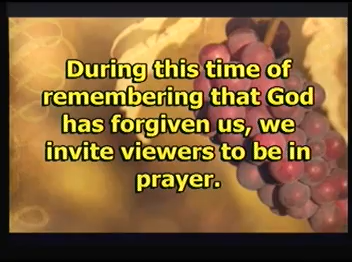 During this time of
remembering that God
has forgiven us, we
invite viewers to be in
prayer.